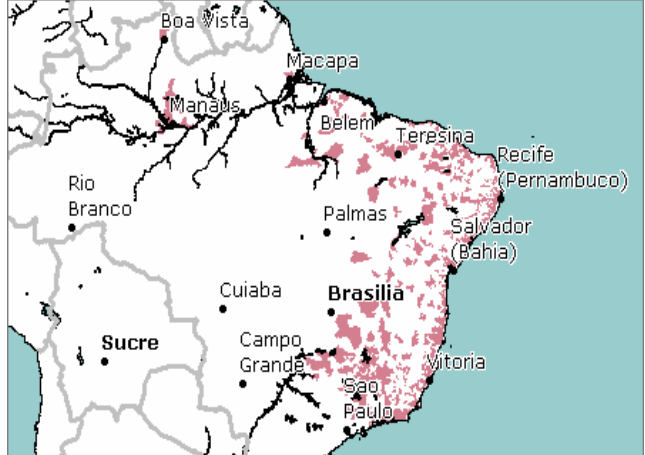 Boa Vista
Macapa
Manaus
Belem
Teresina
Recife
(Pernambuco)
Rio
Branco
Palmas
Salvador
(Bahia)
Cuiaba
Brasilia
Sucre
Campo
Grande
Vitoria
Sao
Paulo